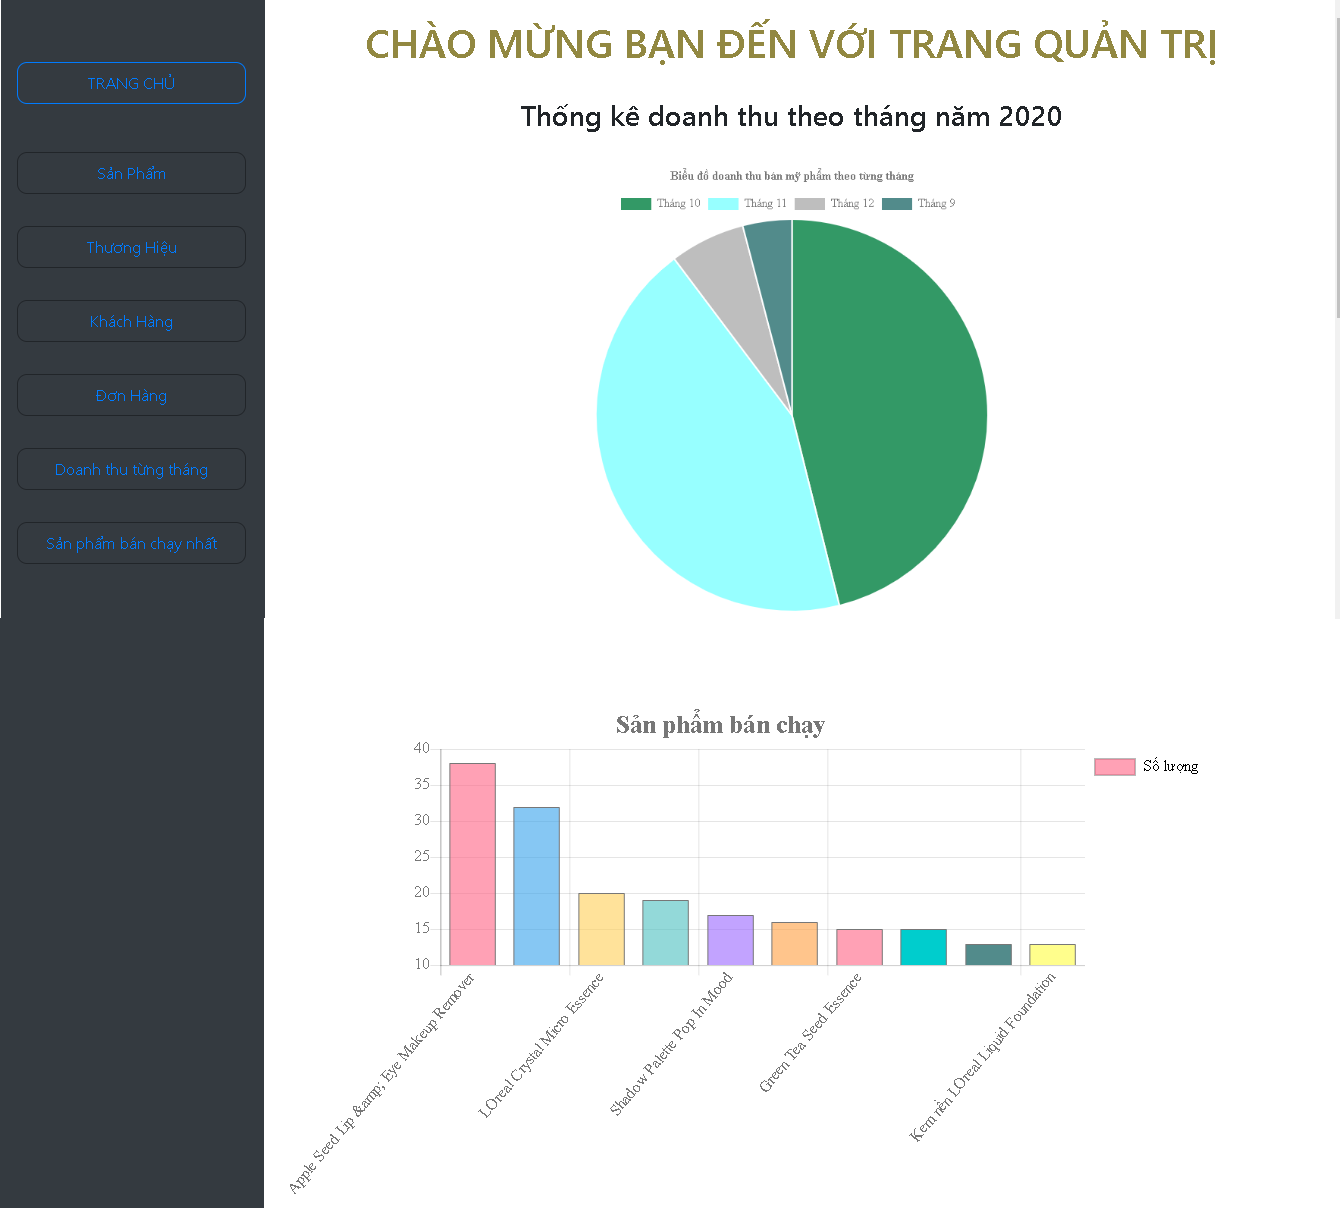 CHÀO MỪNG BẠN ĐẾN VỚI TRANG QUẢN TRỊ
TRANG CHỦ
Sản Phẩm
Thương Hiệu
Khách Hàng
Đơn Hàng
Doanh thu từng tháng
Sản phẩm bán chạy nhất
Thống kê doanh thu theo tháng năm 2020
Biểu đồ doanh thu bán mỹ phẩm theo từng tháng
Tháng 10 Tháng 11 Tháng 12 Tháng 9
Sản phẩm bán chạy
Số lượng
40
35
30
25
20
15
10
Apple Seed Lip &amp; Eye Makeup Remover
LOreal Crystal Micro Essence
Shadow Palette Pop In Mood
Green Tea Seed Essence
Kem nền LOreal Liquid Foundation